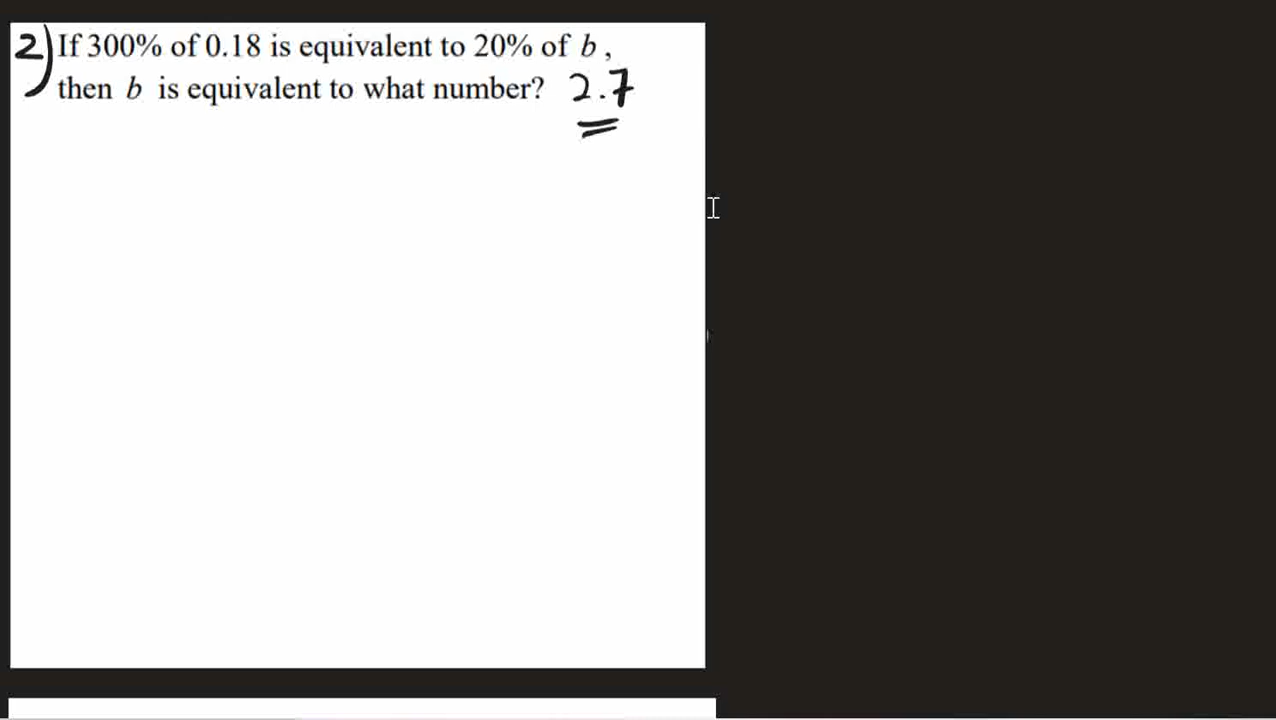 2) If 300% of 0.18 is equivalent to 20% of b,
then b is equivalent to what number? 2.7